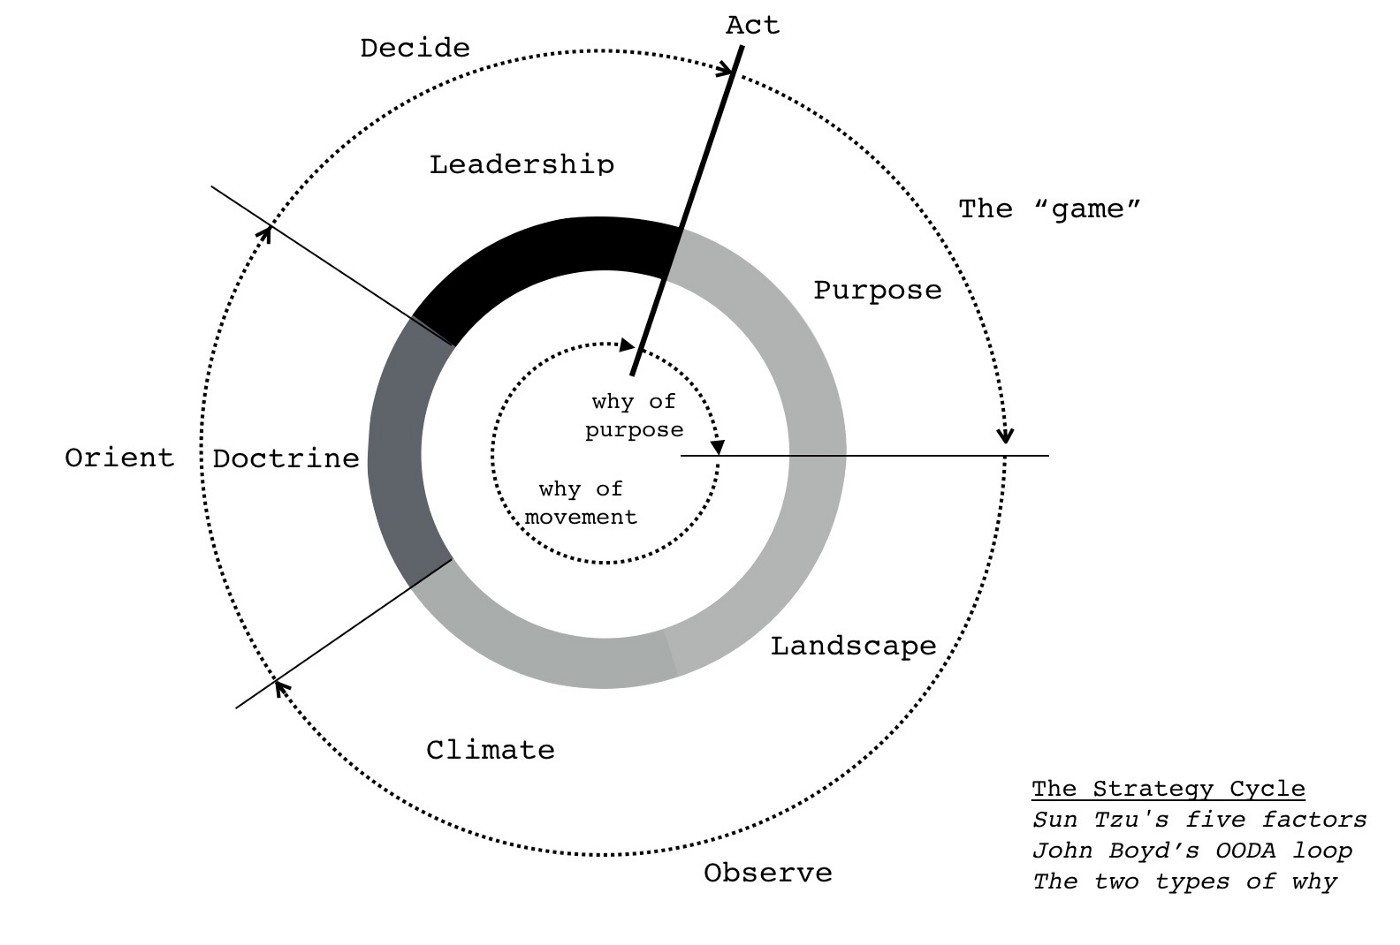 Act
Decide
Leadership
The “game”
Purpose
why of
purpose
Orient
Doctrine
why of
movement
Landscape
Climate
Observe
The Strategy Cycle
Sun Tzu's five factors
John Boyd’s OODA loop
The two types of why